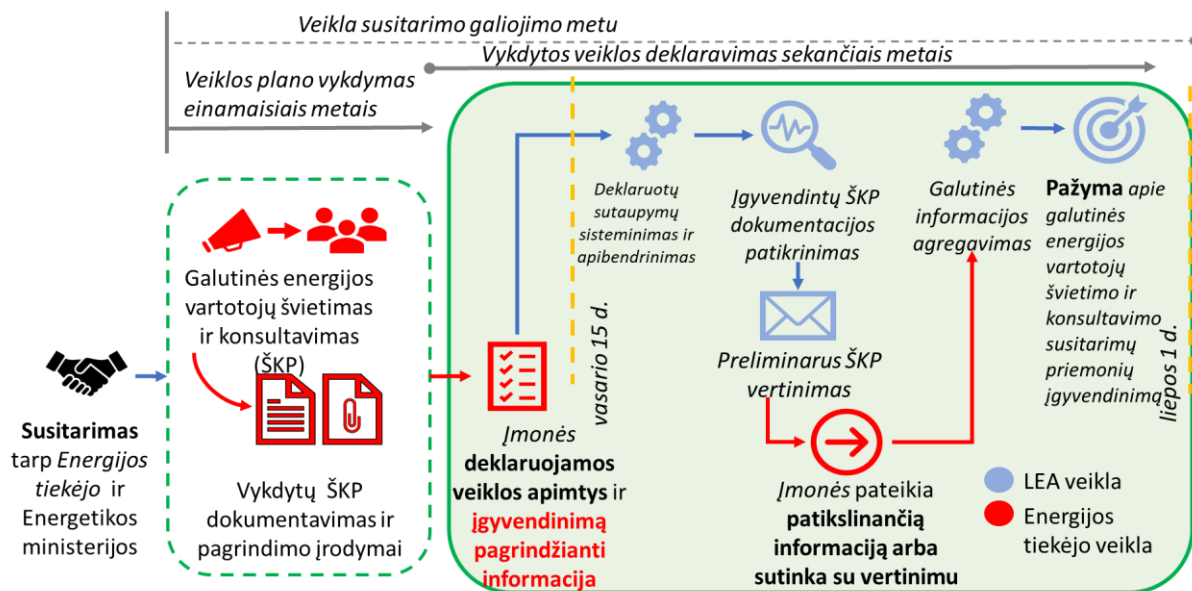 Veikla susitarimo galiojimo metu
Vykdytos veiklos deklaravimas sekančiais metais
Veiklos plano vykdymas
einamaisiais metais
Susitarimas
tarp Energijos
tiekėjo ir
Energetikos
ministerijos
Galutinės energijos
vartotojų švietimas
ir konsultavimas
(ŠKP)
Vykdytų ŠKP
dokumentavimas ir
pagrindimo įrodymai
Įmonės
deklaruojamos
veiklos apimtys ir
įgyvendinimą
pagrindžianti
informacija
vasario 15 d.
Deklaruotų
sutaupymų
sisteminimas ir
apibendrinimas
Įgyvendintų ŠKP
dokumentacijos
patikrinimas
Preliminarus ŠKP
vertinimas
Įmonės pateikia
patikslinančią
informaciją arba
sutinka su vertinimu
Galutinės
informacijos
agregavimas
Pažyma apie
galutinės
energijos
vartotojų
švietimo ir
konsultavimo
susitarimų
priemonių
įgyvendinimą
liepos 1 d.
LEA veikla
Energijos
tiekėjo veikla